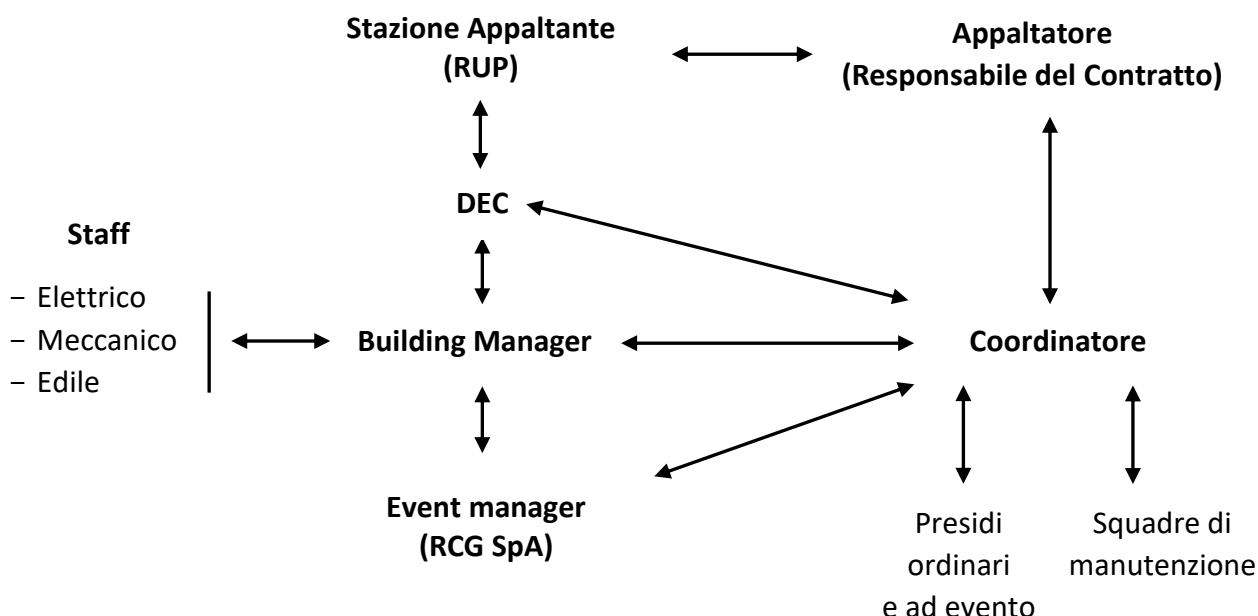 Stazione Appaltante
(RUP)
Appaltatore
(Responsabile del Contratto)
DEC
Staff
– Elettrico
– Meccanico
– Edile
Building Manager
Coordinatore
Event manager
(RCG SpA)
Presidi
ordinari
e ad evento
Squadre di
manutenzione